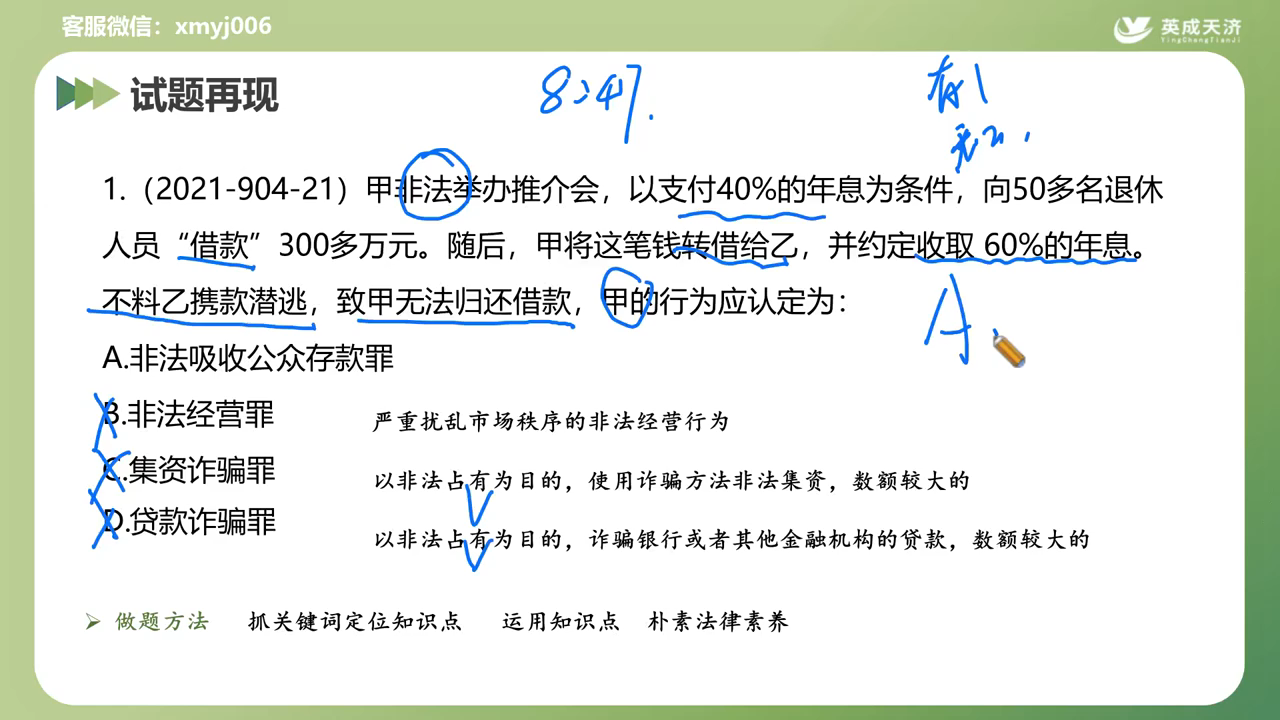 客服微信：xmyj006
英成天济
YingChengTianJi
试题再现
8:47.
有1
无2.
1.（2021-904-21）甲非法举办推介会，以支付40%的年息为条件，向50多名退休
人员“借款”300多万元。随后，甲将这笔钱转借给乙，并约定收取 60%的年息。
不料乙携款潜逃，致甲无法归还借款，甲的行为应认定为：
A.
A.非法吸收公众存款罪
B.非法经营罪 严重扰乱市场秩序的非法经营行为
C.集资诈骗罪 以非法占有为目的，使用诈骗方法非法集资，数额较大的
D.贷款诈骗罪 以非法占有为目的，诈骗银行或者其他金融机构的贷款，数额较大的
做题方法 抓关键词定位知识点 运用知识点 朴素法律素养